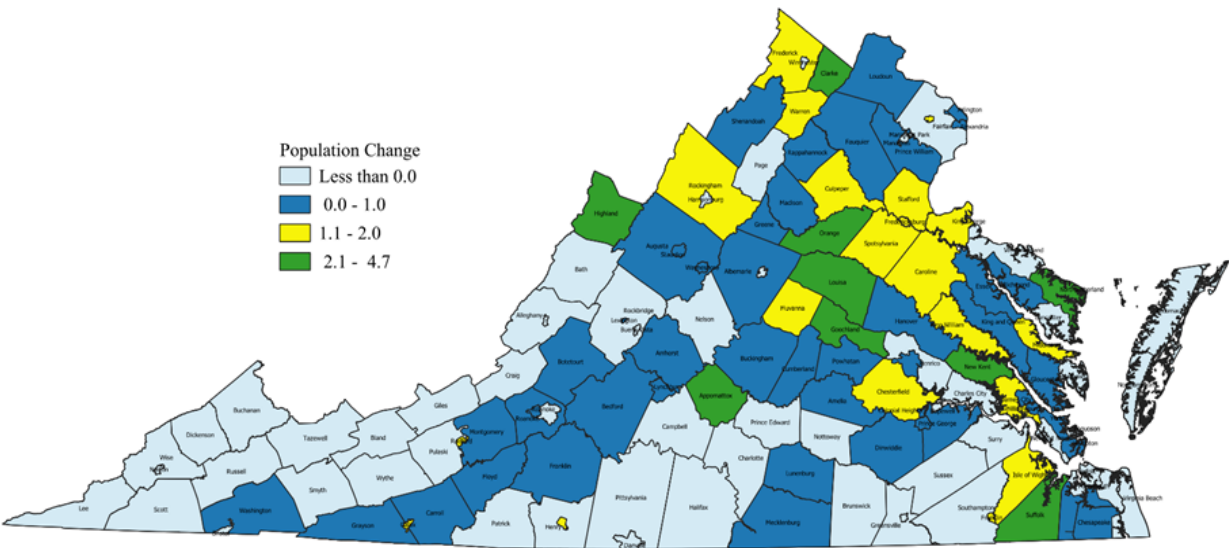 Population Change
Less than 0.0
0.0 - 1.0
1.1 - 2.0
2.1 - 4.7
Frederick
Clarke
Loudoun
Warren
Shenandoah
Fauquier
Prince William
Page
Rappahannock
Rockingham
Culpeper
Stafford
Madison
Highland
Greene
Orange
Augusta
Spotsylvania
Albemarle
Caroline
Bath
Louisa
Rockbridge
Nelson
Fluvanna
Goochland
Hanover
Alleghany
Amherst
Buckingham
Cumberland
Powhatan
Botetourt
Craig
New Kent
Charles City
Chesterfield
Appomattox
Bedford
Amelia
Giles
Buchanan
Campbell
Prince Edward
Nottoway
Prince George
Dickenson
Tazewell
Bland
Montgomery
Pulaski
Dinwiddie
Surry
Charlotte
Wise
Russell
Wythe
Floyd
Franklin
Lunenburg
Sussex
Smyth
Pittsylvania
Halifax
Brunswick
Southampton
Lee
Scott
Washington
Grayson
Carroll
Patrick
Henry
Mecklenburg
Greensville
Suffolk
Chesapeake